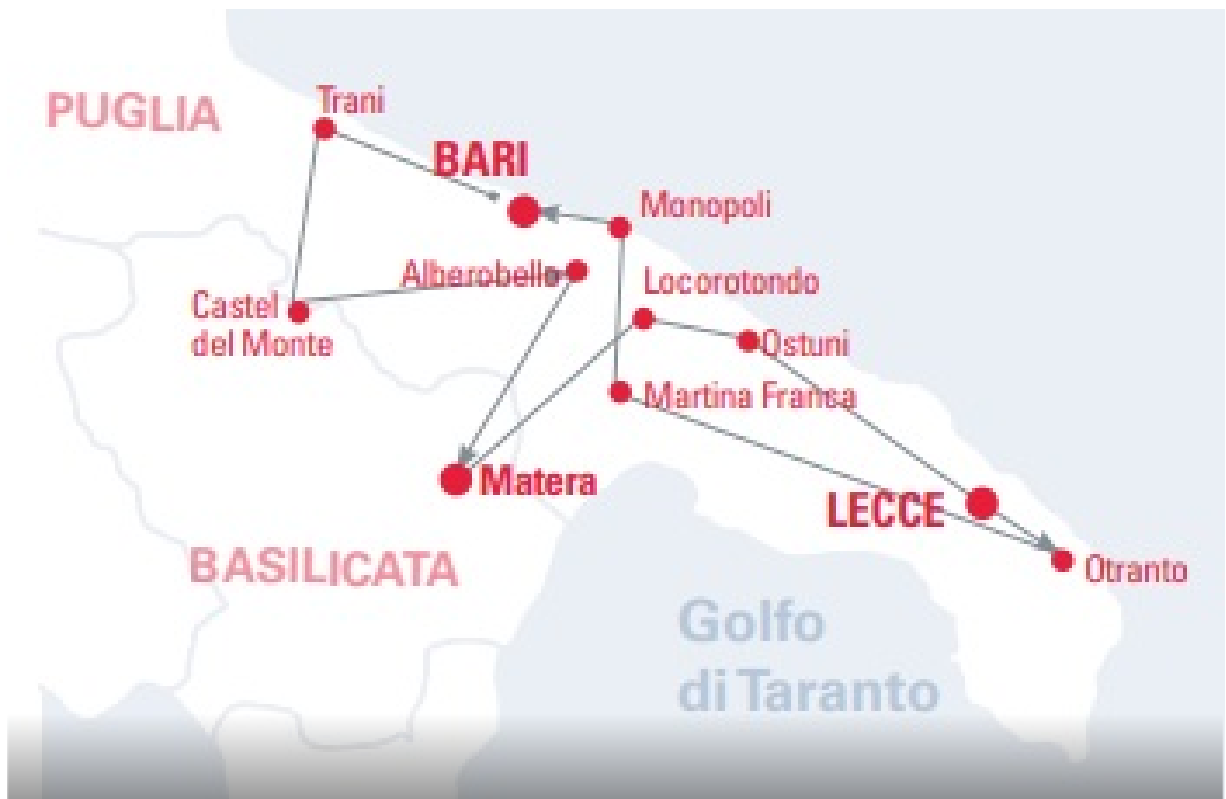 Trani
PUGLIA
BARI
Monopoli
Alberobello
Locorotondo
Castel
del Monte
Ostuni
Martina Fransa
Matera
LECCE
BASILICATA
Otranto
Golfo
di Taranto